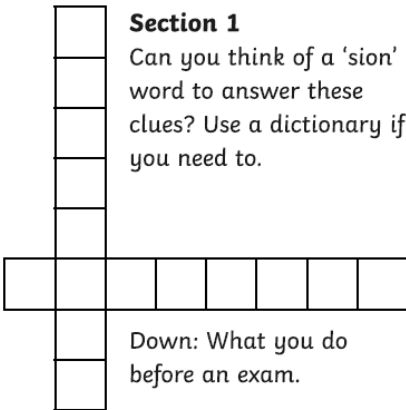 Section 1
Can you think of a ‘sion’
word to answer these
clues? Use a dictionary if
you need to.
Down: What you do
before an exam.